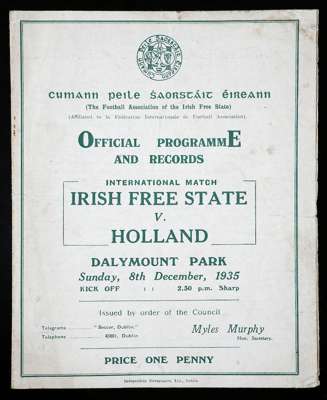 CUMANN PEILE ṠAORSTÁIT ÉIREANN
(The Football Association of the Irish Free State)
(Affiliated to la Fédération Internationale de Football Association).
OFFICIAL PROGRAMME
AND RECORDS
INTERNATIONAL MATCH
IRISH FREE STATE
V.
HOLLAND
DALYMOUNT PARK
Sunday, 8th December, 1935
KICK OFF : : 2.30 p.m. Sharp
Issued by order of the Council
Telegrams "Soccer, Dublin."
Telephone Dublin
Myles Murphy
Hon. Secretary.
PRICE ONE PENNY